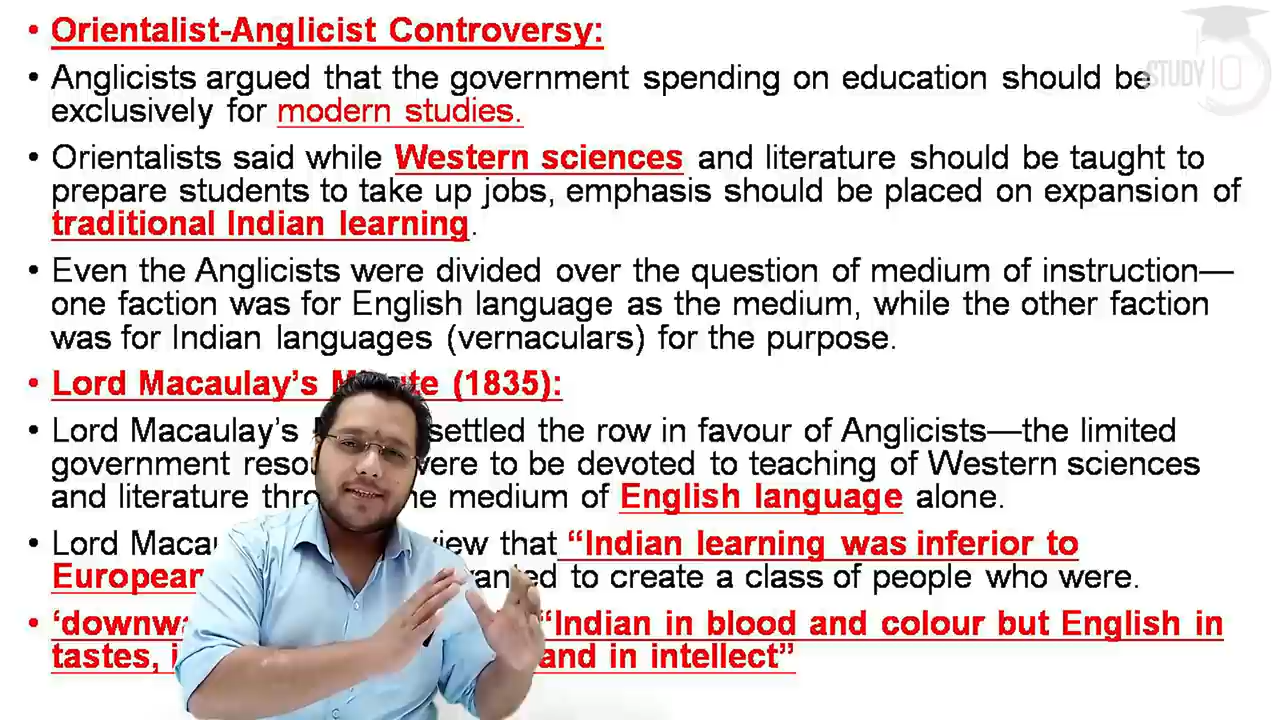 • Orientalist-Anglicist Controversy:
• Anglicists argued that the government spending on education should be
exclusively for modern studies.
• Orientalists said while Western sciences and literature should be taught to
prepare students to take up jobs, emphasis should be placed on expansion of
traditional Indian learning.
• Even the Anglicists were divided over the question of medium of instruction—
one faction was for English language as the medium, while the other faction
was for Indian languages (vernaculars) for the purpose.
• Lord Macaulay's Minute (1835):
• Lord Macaulay's settled the row in favour of Anglicists—the limited
government were to be devoted to teaching of Western sciences
and literature medium of English language alone.
• Lord view that “Indian learning was inferior to
European wanted to create a class of people who were.
• “Indian in blood and colour but English in
tastes, and in intellect”
STUDY IQ